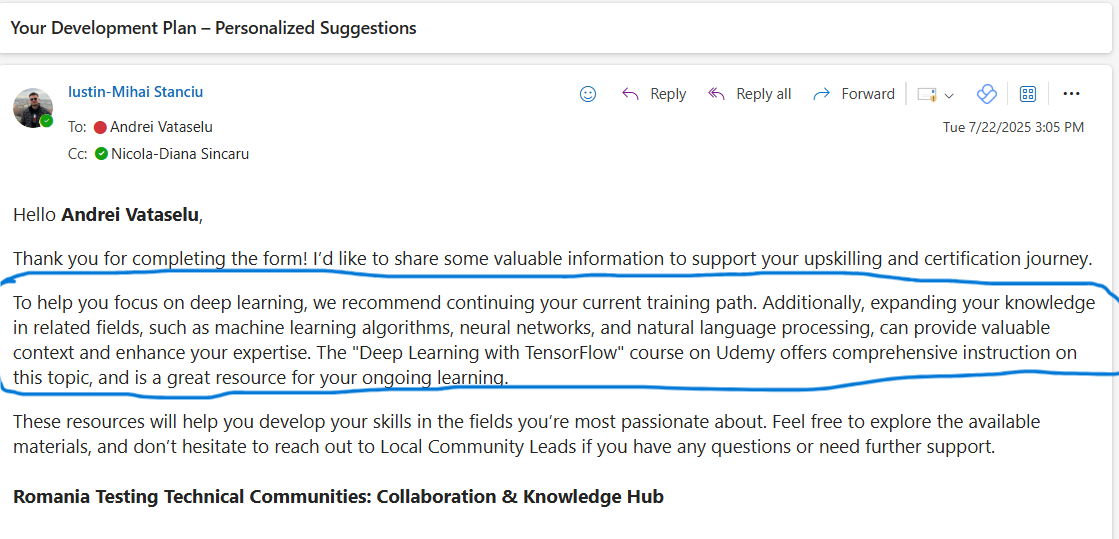 Your Development Plan – Personalized Suggestions
Iustin-Mihai Stanciu
Reply
Reply all
Forward
To: Andrei Vataselu
Tue 7/22/2025 3:05 PM
Cc: Nicola-Diana Sincaru
Hello Andrei Vataselu,
Thank you for completing the form! I’d like to share some valuable information to support your upskilling and certification journey.
To help you focus on deep learning, we recommend continuing your current training path. Additionally, expanding your knowledge
in related fields, such as machine learning algorithms, neural networks, and natural language processing, can provide valuable
context and enhance your expertise. The "Deep Learning with TensorFlow" course on Udemy offers comprehensive instruction on
this topic, and is a great resource for your ongoing learning.
These resources will help you develop your skills in the fields you’re most passionate about. Feel free to explore the available
materials, and don’t hesitate to reach out to Local Community Leads if you have any questions or need further support.
Romania Testing Technical Communities: Collaboration & Knowledge Hub